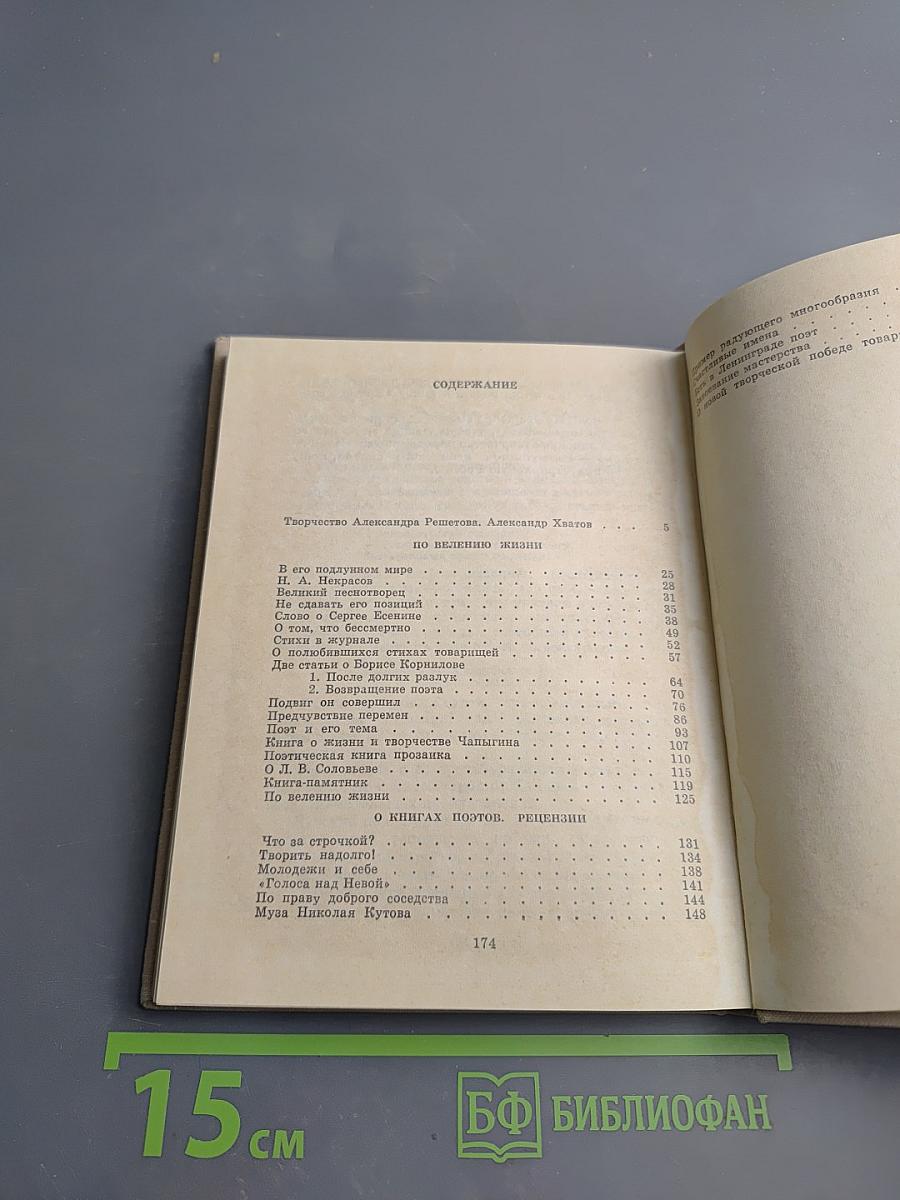 СОДЕРЖАНИЕ
Творчество Александра Решетова. Александр Хватов . . . 5
ПО ВЕЛЕНИЮ ЖИЗНИ
В его подлунном мире . . . . . . . . . . . . . 25
Н. А. Некрасов . . . . . . . . . . . . . . . 28
Великий песнотворец . . . . . . . . . . . . . 31
Не сдавать его позиций . . . . . . . . . . . . 35
Слово о Сергее Есенине . . . . . . . . . . . . 38
О том, что бессмертно . . . . . . . . . . . . . 49
Стихи в журнале . . . . . . . . . . . . . . . 52
О полюбившихся стихах товарищей . . . . . . . . 57
Две статьи о Борисе Корнилове
1. После долгих разлук . . . . . . . . . . . 64
2. Возвращение поэта . . . . . . . . . . . . 70
Подвиг он совершил . . . . . . . . . . . . . . 76
Предчувствие перемен . . . . . . . . . . . . . 86
Поэт и его тема . . . . . . . . . . . . . . . 93
Книга о жизни и творчестве Чапыгина . . . . . . . 107
Поэтическая книга прозаика . . . . . . . . . . . 110
О Л. В. Соловьеве . . . . . . . . . . . . . . 115
Книга-памятник . . . . . . . . . . . . . . . 119
По велению жизни . . . . . . . . . . . . . . 125
О КНИГАХ ПОЭТОВ. РЕЦЕНЗИИ
Что за строчкой? . . . . . . . . . . . . . . . 131
Творить надолго! . . . . . . . . . . . . . . . 134
Молодежи и себе . . . . . . . . . . . . . . . 138
«Голоса над Невой» . . . . . . . . . . . . . . 141
По праву доброго соседства . . . . . . . . . . . 144
Муза Николая Кутова . . . . . . . . . . . . . 148
174
радующего многообразия
имена . . . . .
в Ленинграде поэт . . . .
мастерства . . . .
О новой творческой победе
15 см
БФ БИБЛИОФАН